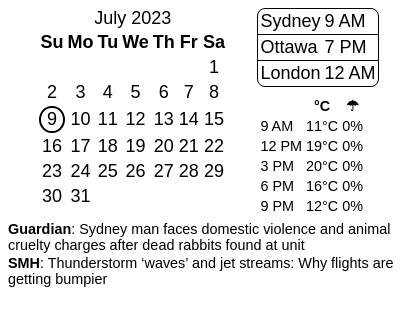 July 2023
Su Mo Tu We Th Fr Sa
1
2 3 4 5 6 7 8
9 10 11 12 13 14 15
16 17 18 19 20 21 22
23 24 25 26 27 28 29
30 31
Sydney 9 AM
Ottawa 7 PM
London 12 AM
°C ☂
9 AM 11°C 0%
12 PM 19°C 0%
3 PM 20°C 0%
6 PM 16°C 0%
9 PM 12°C 0%
Guardian: Sydney man faces domestic violence and animal
cruelty charges after dead rabbits found at unit
SMH: Thunderstorm ‘waves’ and jet streams: Why flights are
getting bumpier